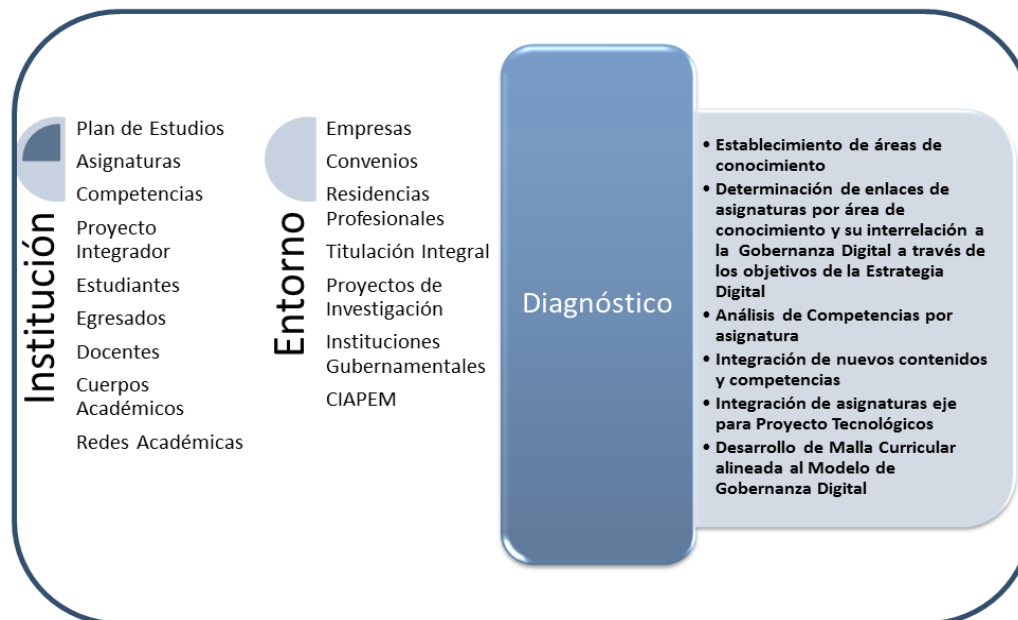 Institución
Plan de Estudios
Asignaturas
Competencias
Proyecto
Integrador
Estudiantes
Egresados
Docentes
Cuerpos
Académicos
Redes Académicas
Entorno
Empresas
Convenios
Residencias
Profesionales
Titulación Integral
Proyectos de
Investigación
Instituciones
Gubernamentales
CIAPEM
Diagnóstico
• Establecimiento de áreas de
conocimiento
• Determinación de enlaces de
asignaturas por área de
conocimiento y su interrelación a
la Gobernanza Digital a través de
los objetivos de la Estrategia
Digital
• Análisis de Competencias por
asignatura
• Integración de nuevos contenidos
y competencias
• Integración de asignaturas eje
para Proyecto Tecnológicos
• Desarrollo de Malla Curricular
alineada al Modelo de
Gobernanza Digital